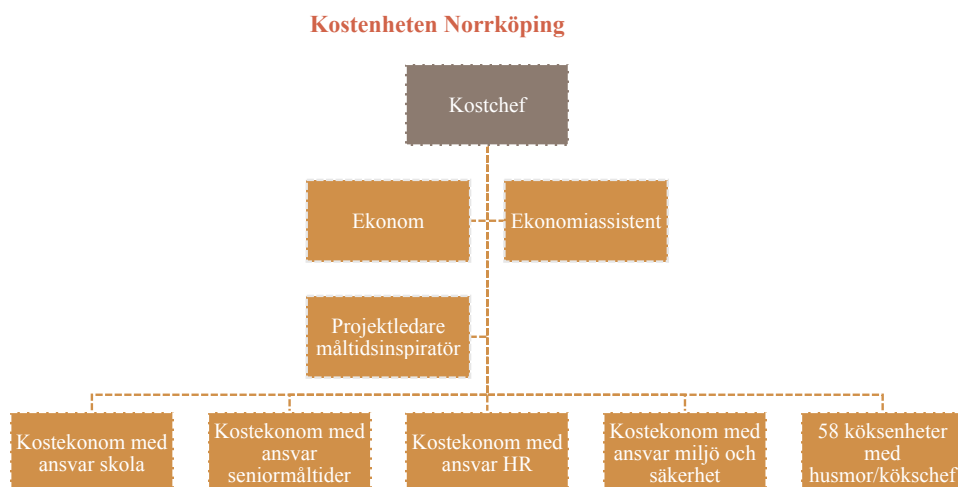 Kostenheten Norrköping
Kostchef
Ekonom
Ekonomiassistent
Projektledare
måltidsinspiratör
Kostekonom med
ansvar skola
Kostekonom med
ansvar
seniormåltider
Kostekonom med
ansvar HR
Kostekonom med
ansvar miljö och
säkerhet
58 köksenheter
med
husmor/kökschef